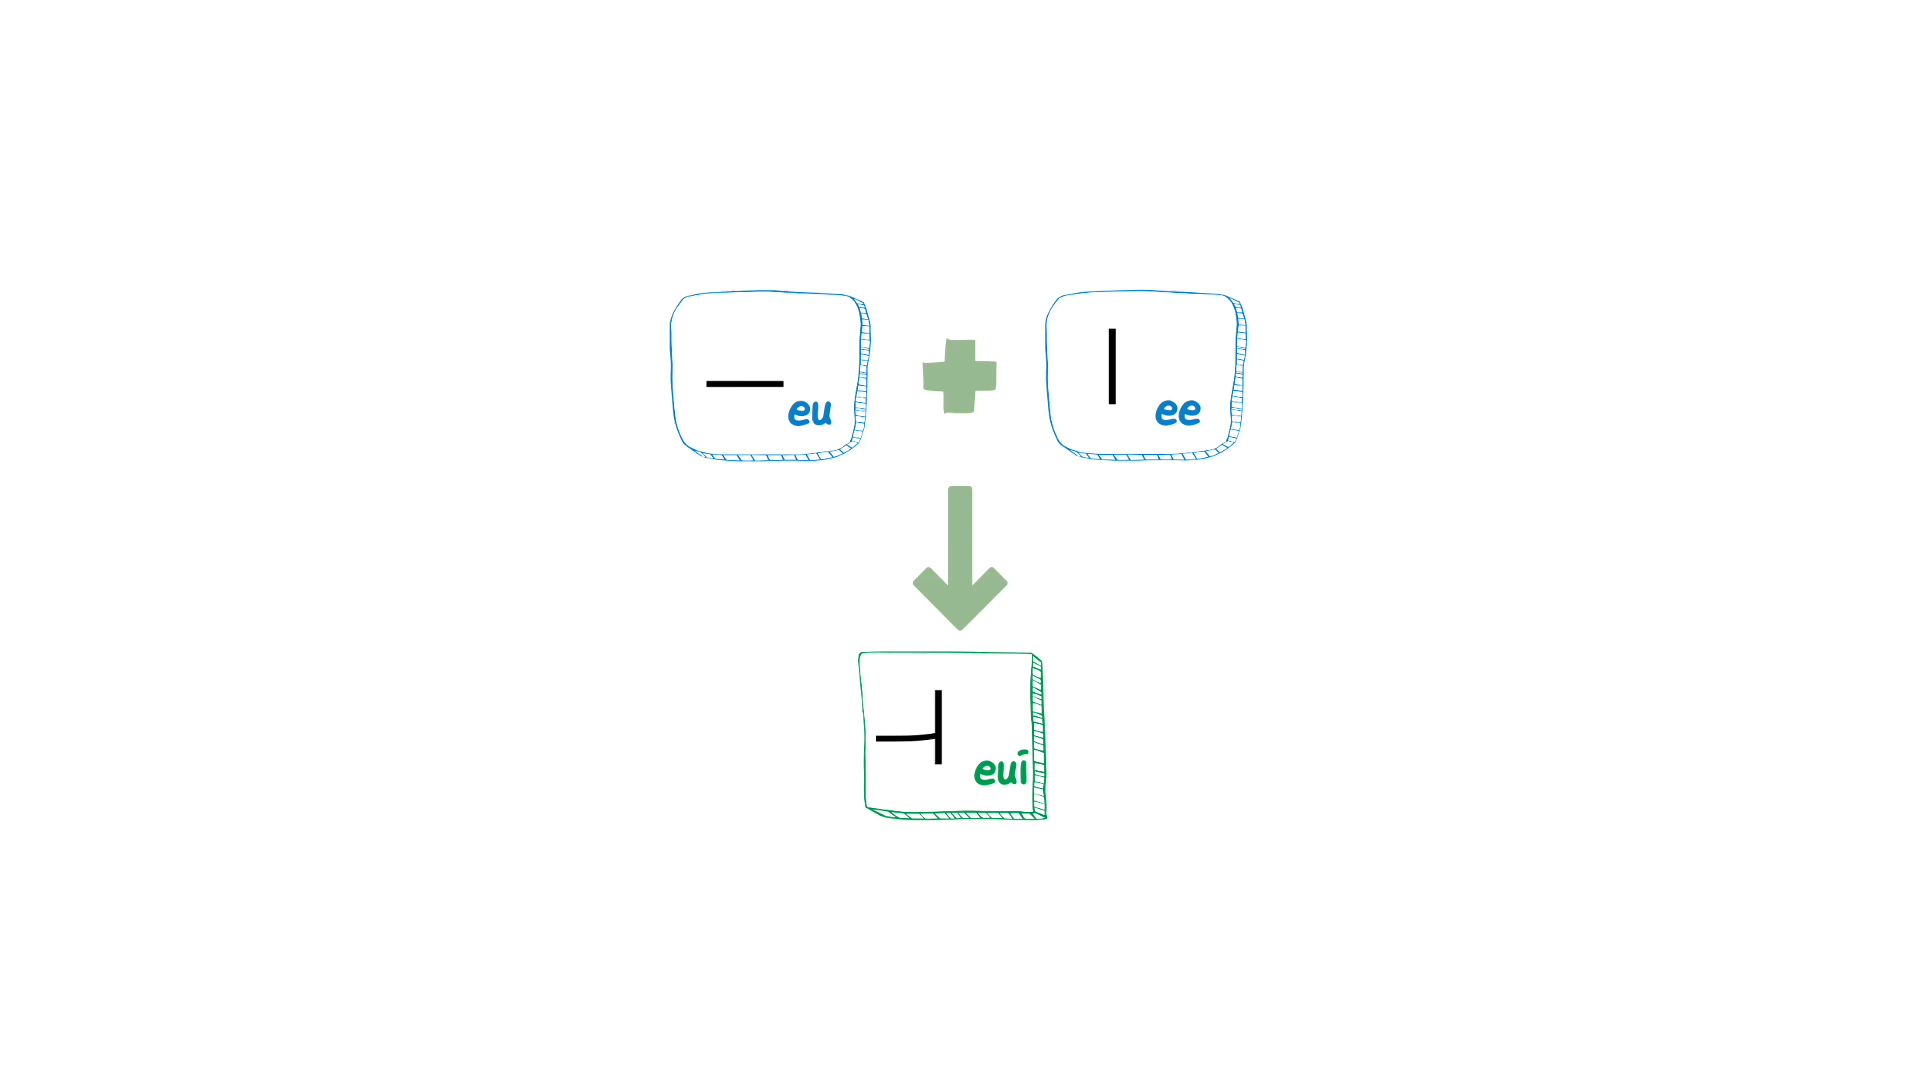 ㅡ eu
ㅣ ee
ㅢ eui